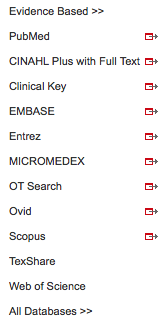 Evidence Based >>
PubMed
CINAHL Plus with Full Text
Clinical Key
EMBASE
Entrez
MICROMEDEX
OT Search
Ovid
Scopus
TexShare
Web of Science
All Databases >>